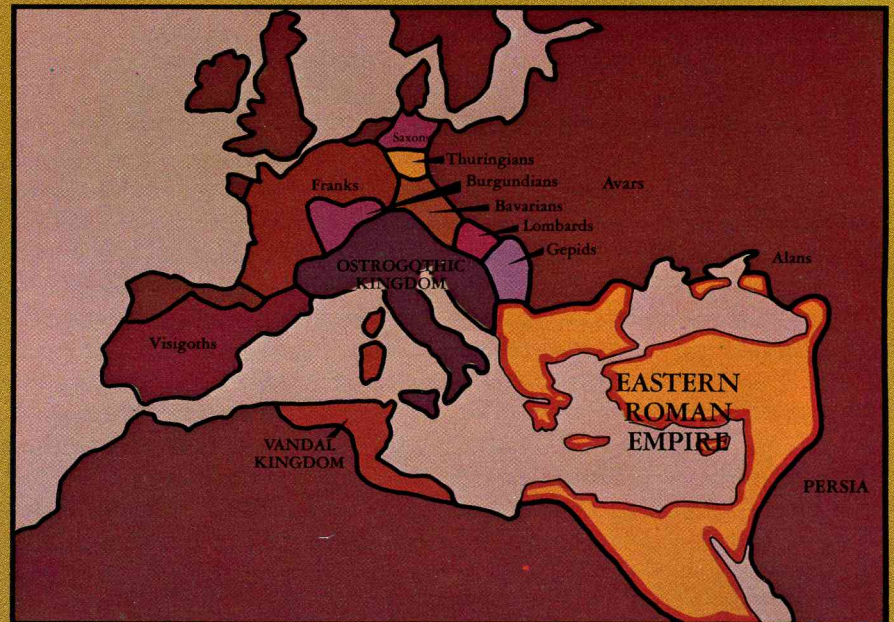 Saxons
Thuringians
Burgundians
Franks
Avars
Bavarians
Lombards
Gepids
Alans
OSTROGOTHIC
KINGDOM
Visigoths
EASTERN
ROMAN
EMPIRE
VANDAL
KINGDOM
PERSIA